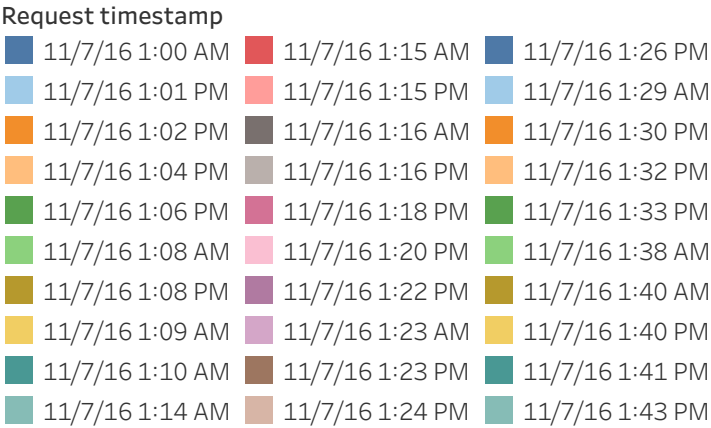 Request timestamp
11/7/16 1:00 AM 11/7/16 1:15 AM 11/7/16 1:26 PM
11/7/16 1:01 PM 11/7/16 1:15 PM 11/7/16 1:29 AM
11/7/16 1:02 PM 11/7/16 1:16 AM 11/7/16 1:30 PM
11/7/16 1:04 PM 11/7/16 1:16 PM 11/7/16 1:32 PM
11/7/16 1:06 PM 11/7/16 1:18 PM 11/7/16 1:33 PM
11/7/16 1:08 AM 11/7/16 1:20 PM 11/7/16 1:38 AM
11/7/16 1:08 PM 11/7/16 1:22 PM 11/7/16 1:40 AM
11/7/16 1:09 AM 11/7/16 1:23 AM 11/7/16 1:40 PM
11/7/16 1:10 AM 11/7/16 1:23 PM 11/7/16 1:41 PM
11/7/16 1:14 AM 11/7/16 1:24 PM 11/7/16 1:43 PM